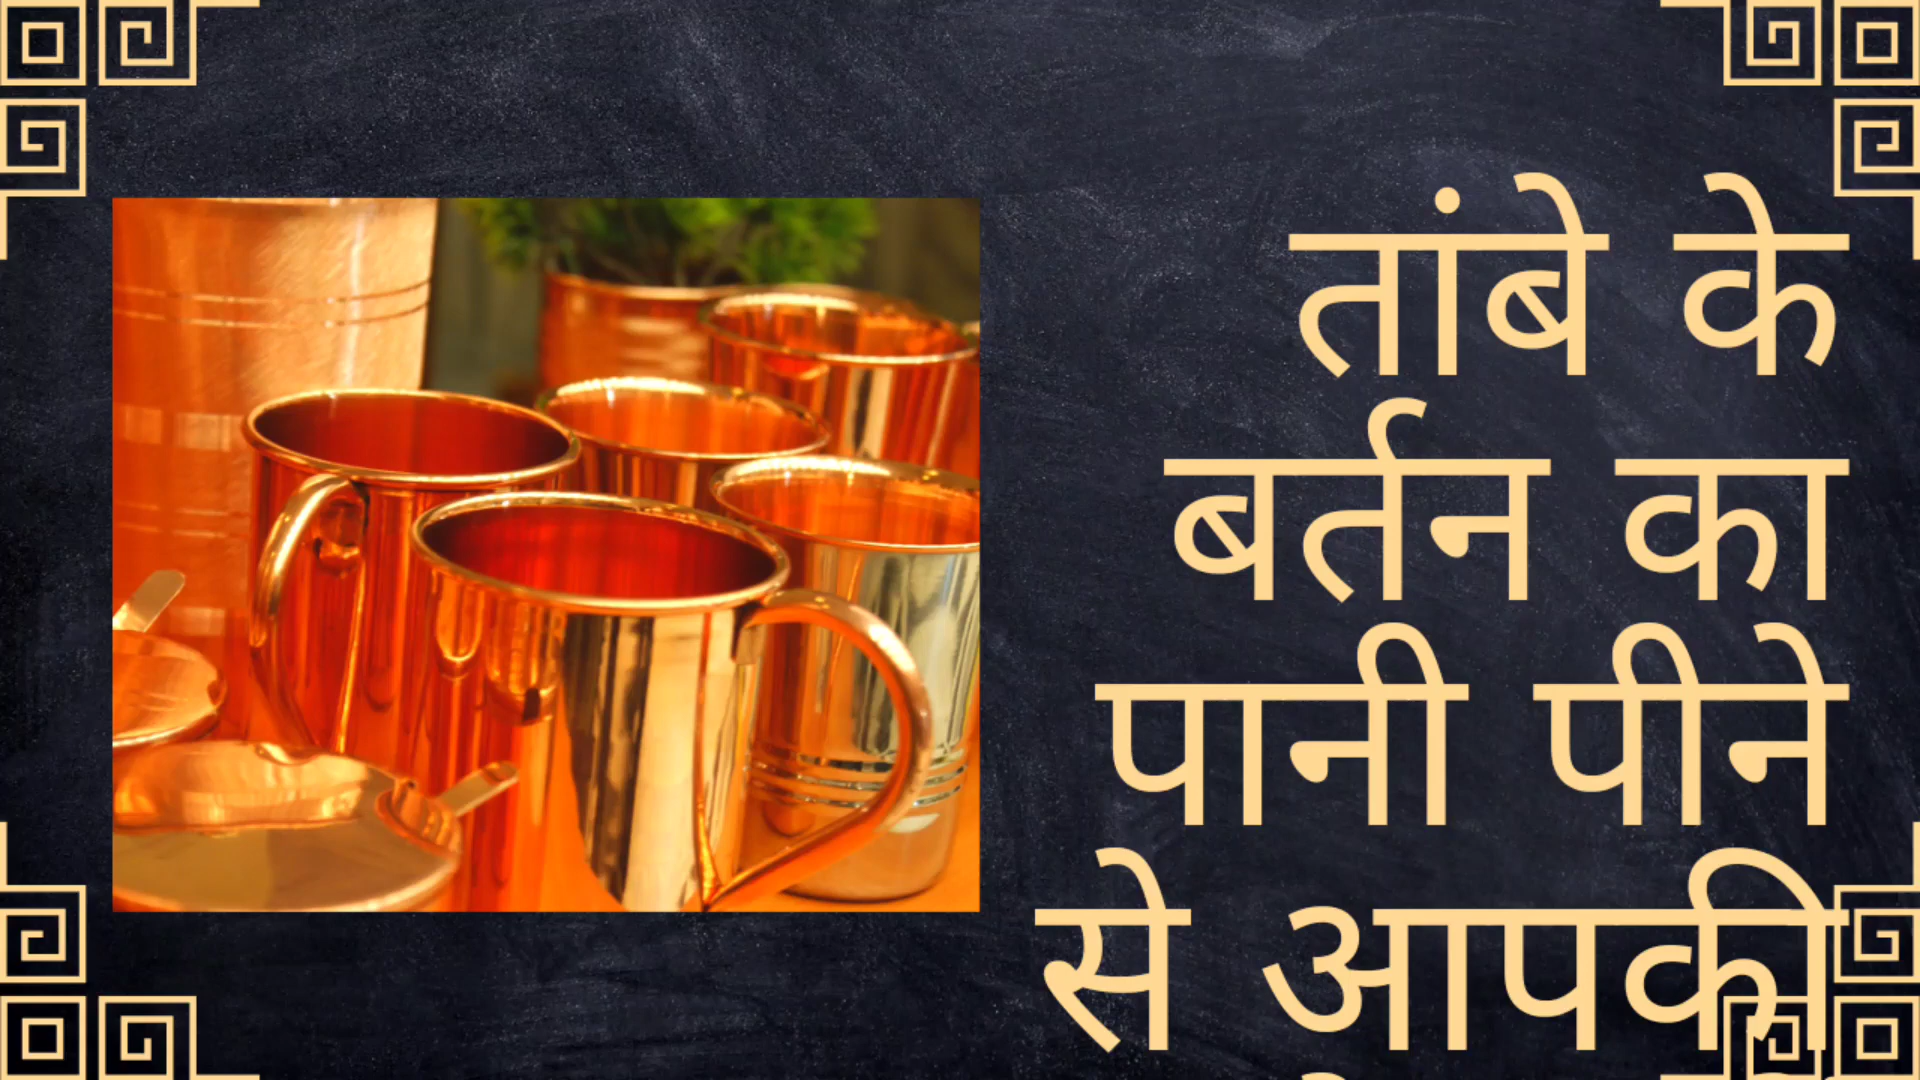 तांबे के
बर्तन का
पानी पीने
से आपकी